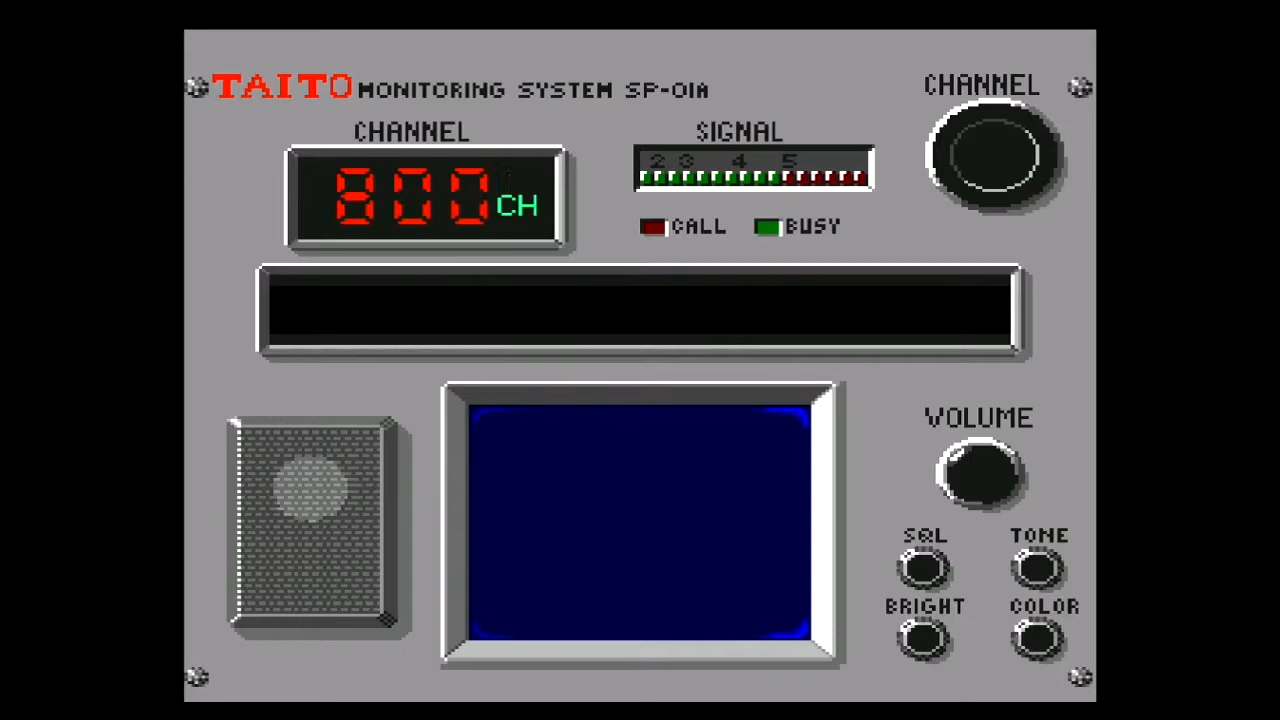 TAITO MONITORING SYSTEM SP-01A
CHANNEL
CHANNEL
SIGNAL
2 3 4 5
800 CH
CALL BUSY
VOLUME
SQL TONE
BRIGHT COLOR